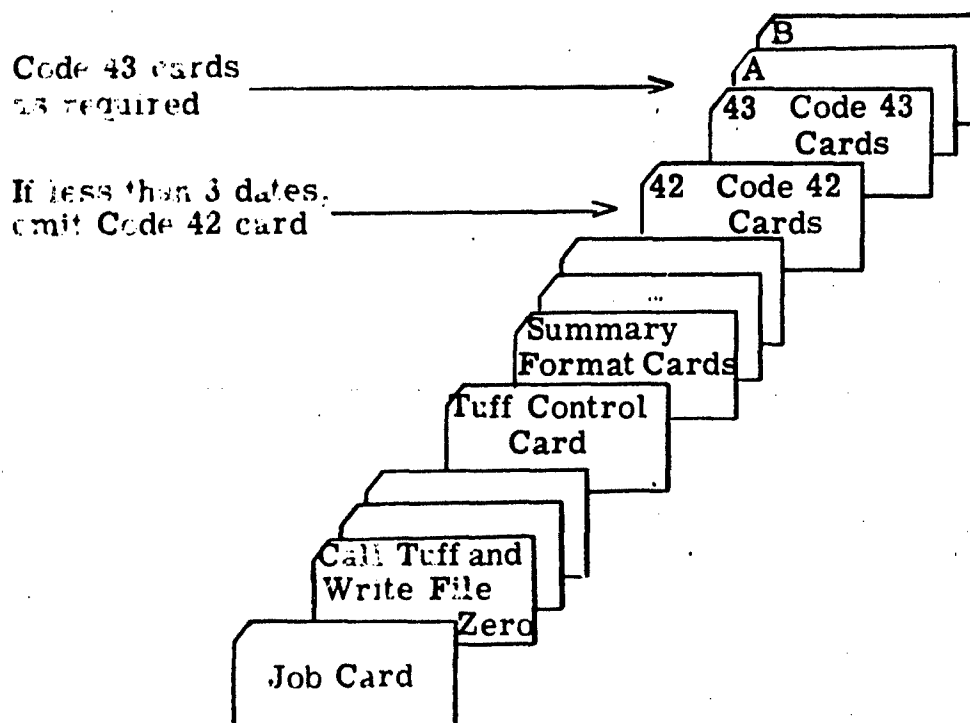 B
A
Code 43 cards
as required
43 Code 43
Cards
If less than 3 dates,
omit Code 42 card
42 Code 42
Cards
...
Summary
Format Cards
Tuff Control
Card
Call Tuff and
Write File
Zero
Job Card